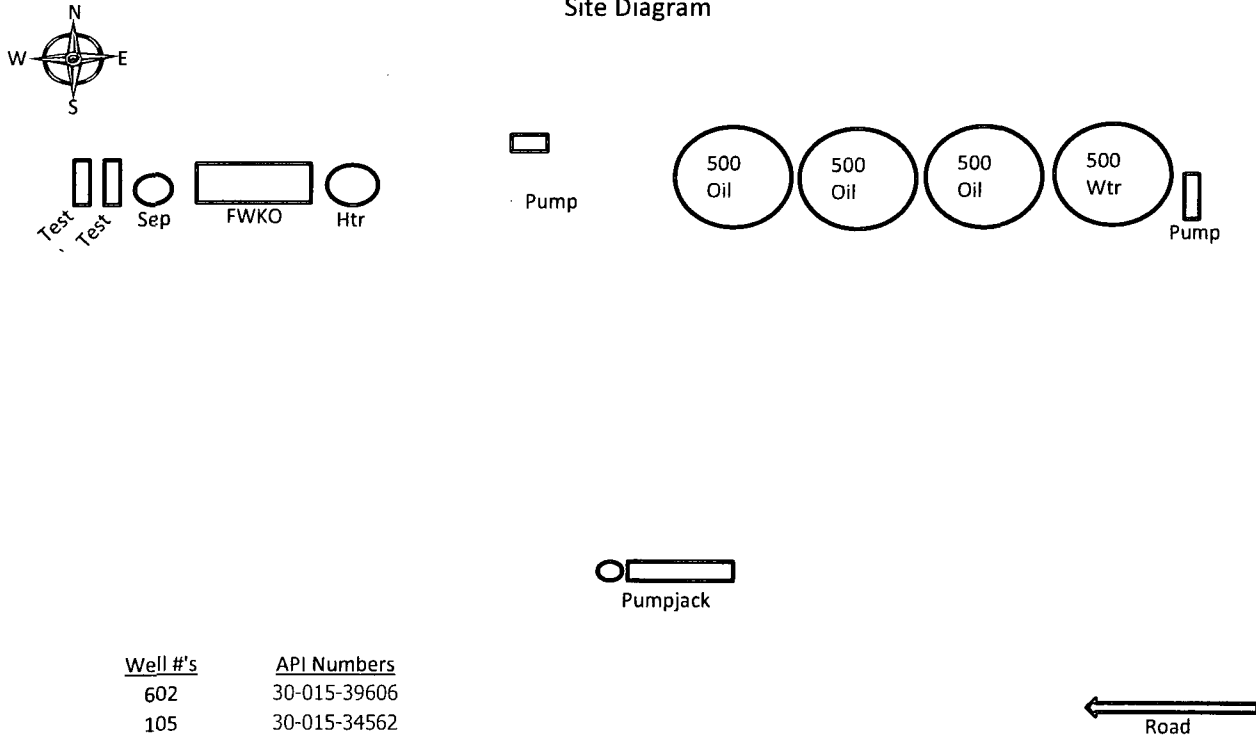 Site Diagram
N
W E
S
500 Oil
500 Oil
500 Oil
500 Wtr
Test
Test
Sep
FWKO
Htr
Pump
Pump
Pumpjack
Well #'s API Numbers
602 30-015-39606
105 30-015-34562
Road